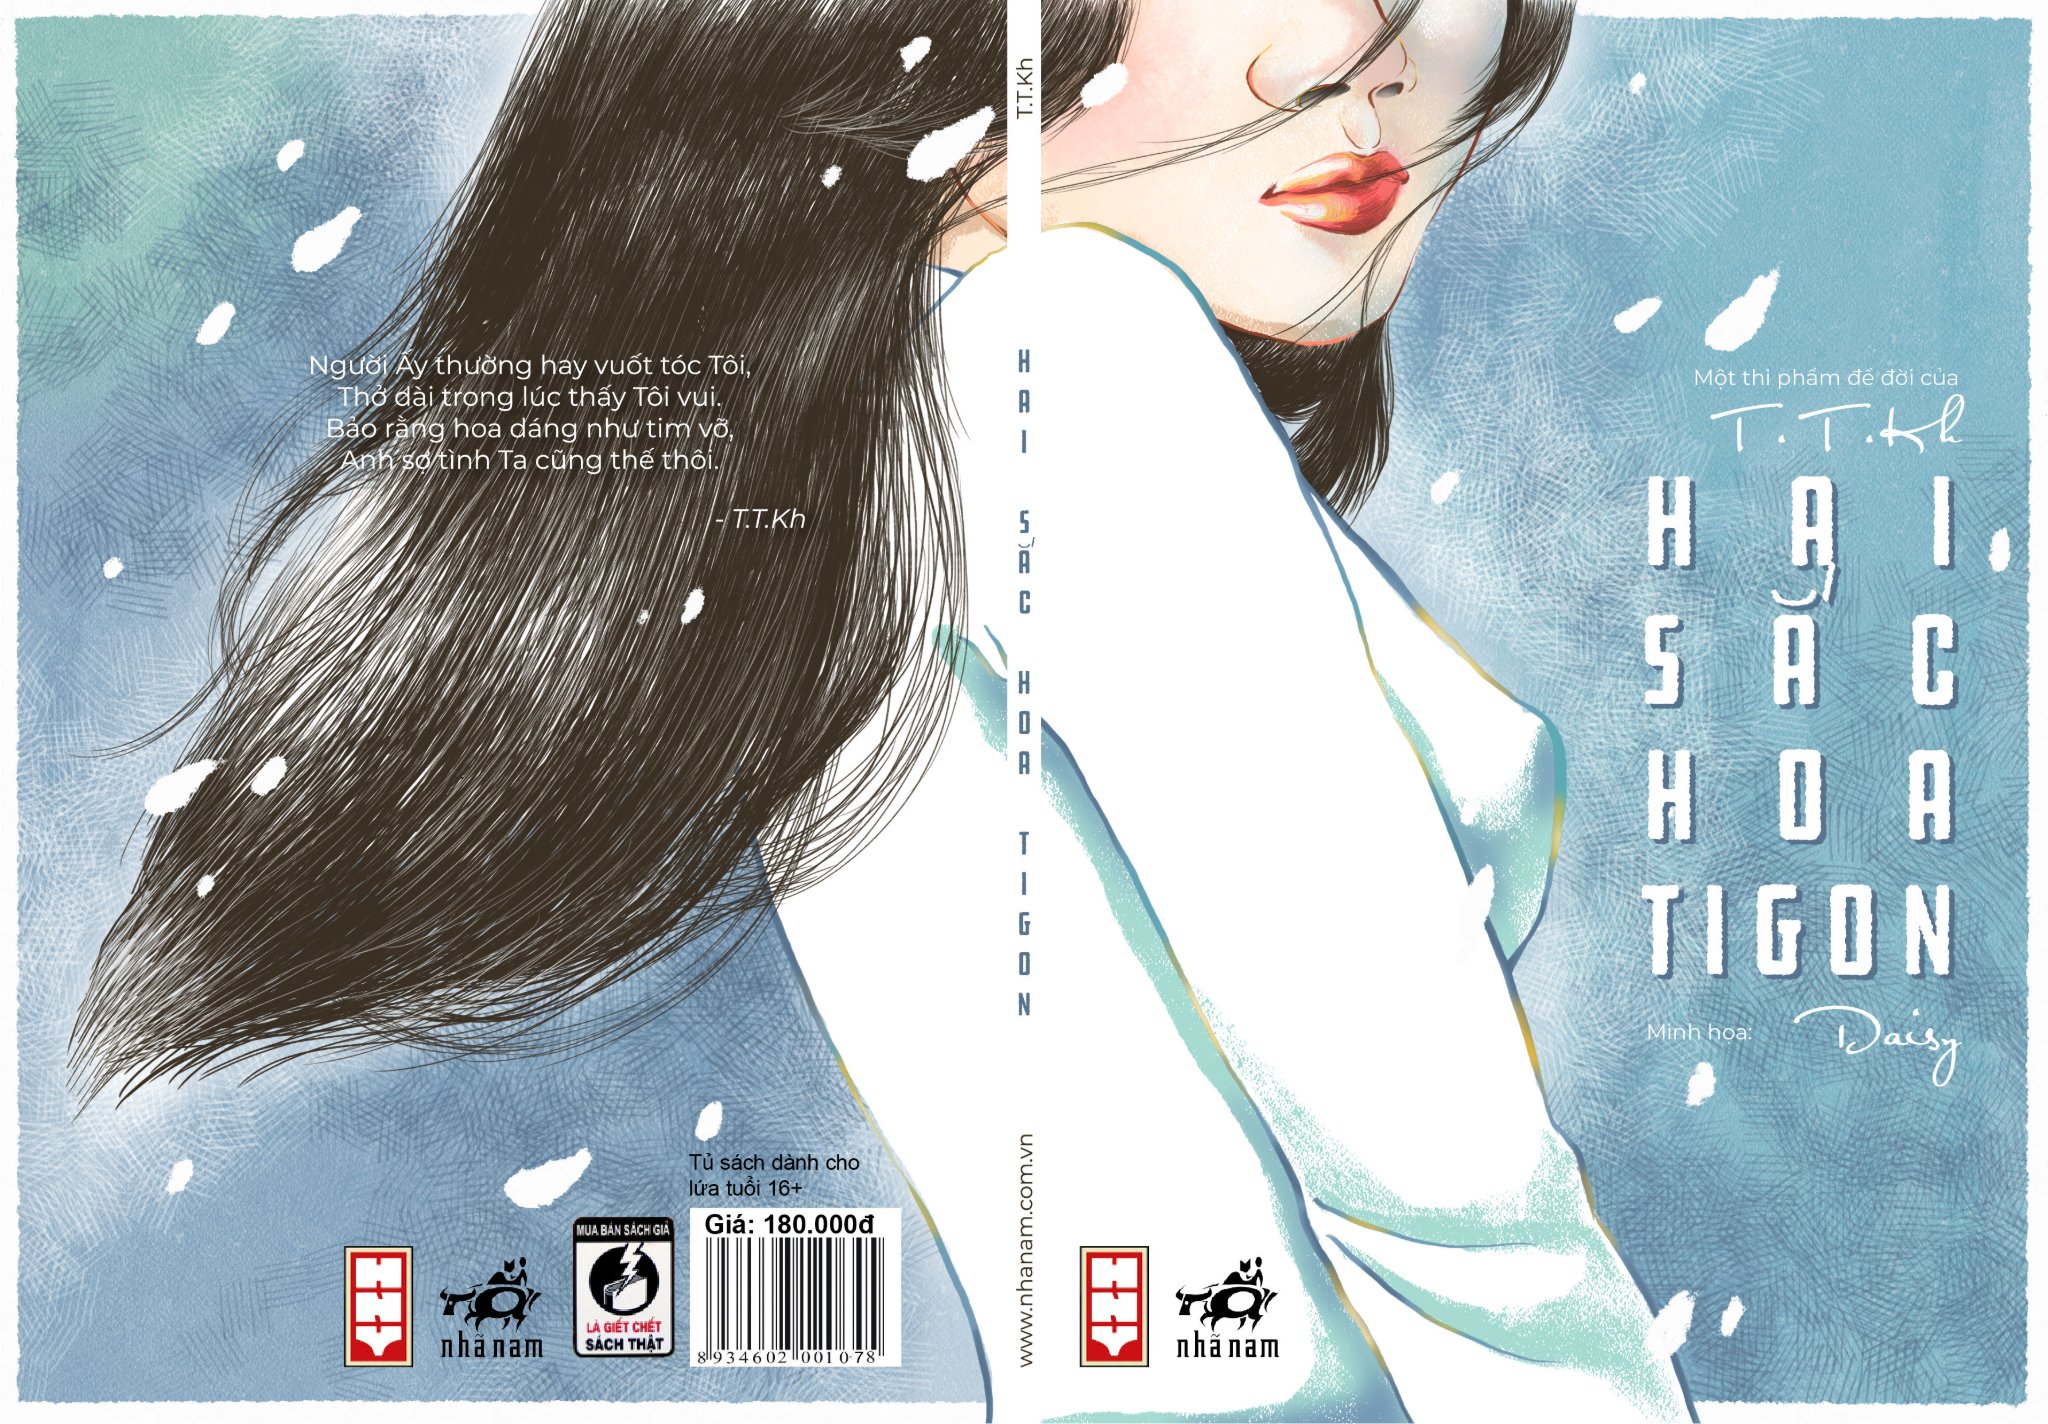 Người Ấy thường hay vuốt tóc Tôi,
Thở dài trong lúc thấy Tôi vui.
Bảo rằng hoa dáng như tim vỡ,
Anh sợ tình Ta cũng thế thôi.
- T.T.Kh
Tủ sách dành cho
lứa tuổi 16+
Giá: 180.000đ
8 934602 001078
MUA BÁN SÁCH GIẢ
LÀ GIẾT CHẾT
SÁCH THẬT
nhã nam
T.T.Kh
HAI SẮC HOA TIGON
www.nhanam.com.vn
Một thi phẩm để đời của
T.T.Kh
HAI
SẮC
HOA
TIGON
Minh họa: Daisy
nhã nam